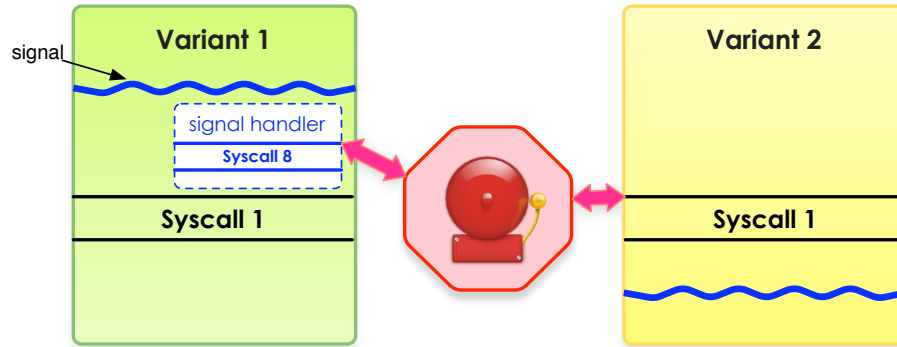 Variant 1
Variant 2
signal
signal handler
Syscall 8
Syscall 1
Syscall 1